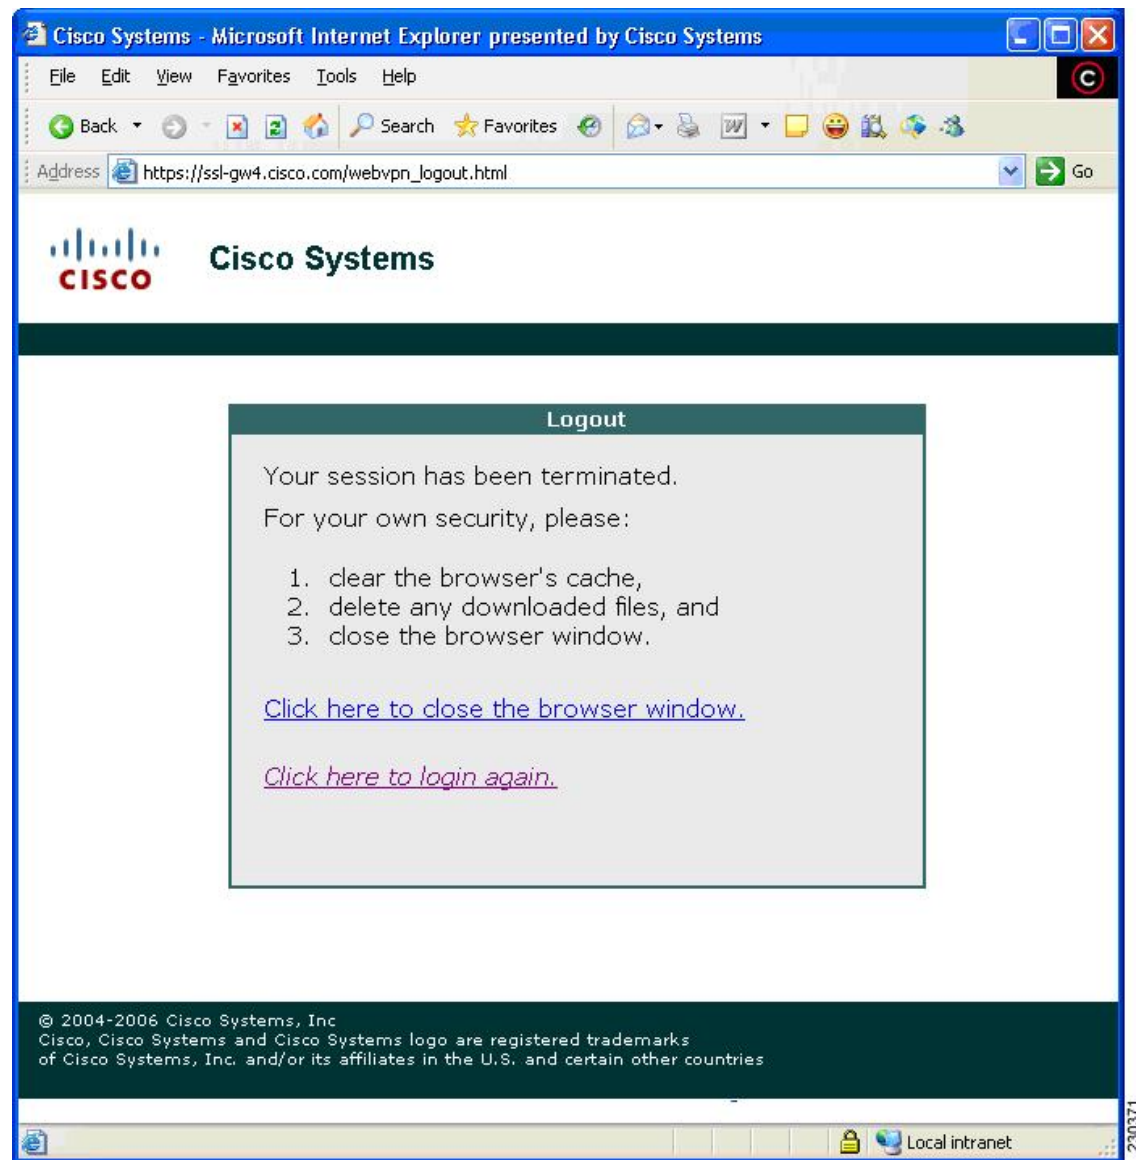 Cisco Systems - Microsoft Internet Explorer presented by Cisco Systems
File Edit View Favorites Tools Help
Back Search Favorites
Address https://ssl-gw4.cisco.com/webvpn_logout.html Go
CISCO Cisco Systems
Logout
Your session has been terminated.
For your own security, please:
1. clear the browser's cache,
2. delete any downloaded files, and
3. close the browser window.
Click here to close the browser window.
Click here to login again.
© 2004-2006 Cisco Systems, Inc
Cisco, Cisco Systems and Cisco Systems logo are registered trademarks
of Cisco Systems, Inc. and/or its affiliates in the U.S. and certain other countries
Local intranet
230371